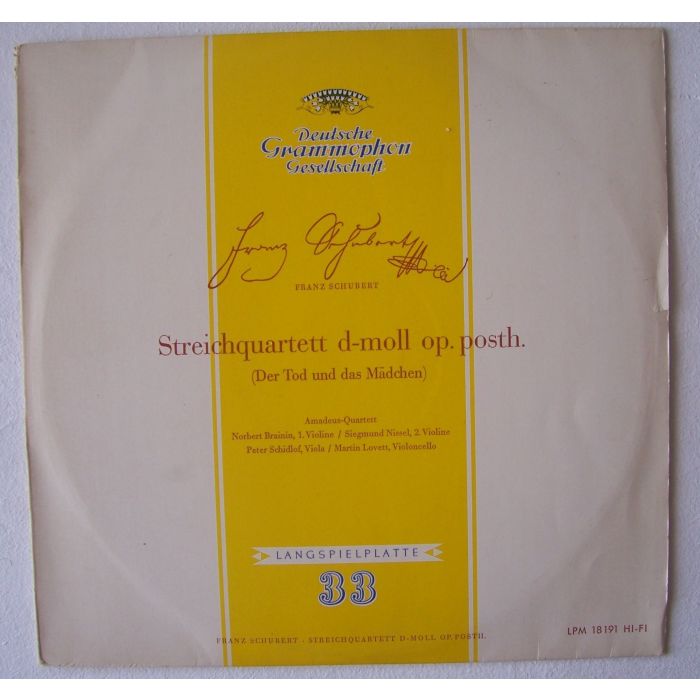 Deutsche
Grammophon
Gesellschaft
Franz Schubert
FRANZ SCHUBERT
Streichquartett d-moll op. posth.
(Der Tod und das Mädchen)
Amadeus-Quartett
Norbert Brainin, 1. Violine / Siegmund Nissel, 2. Violine
Peter Schidlof, Viola / Martin Lovett, Violoncello
LANGSPIELPLATTE
33
LPM 18191 HI-FI
FRANZ SCHUBERT · STREICHQUARTETT D-MOLL OP. POSTH.